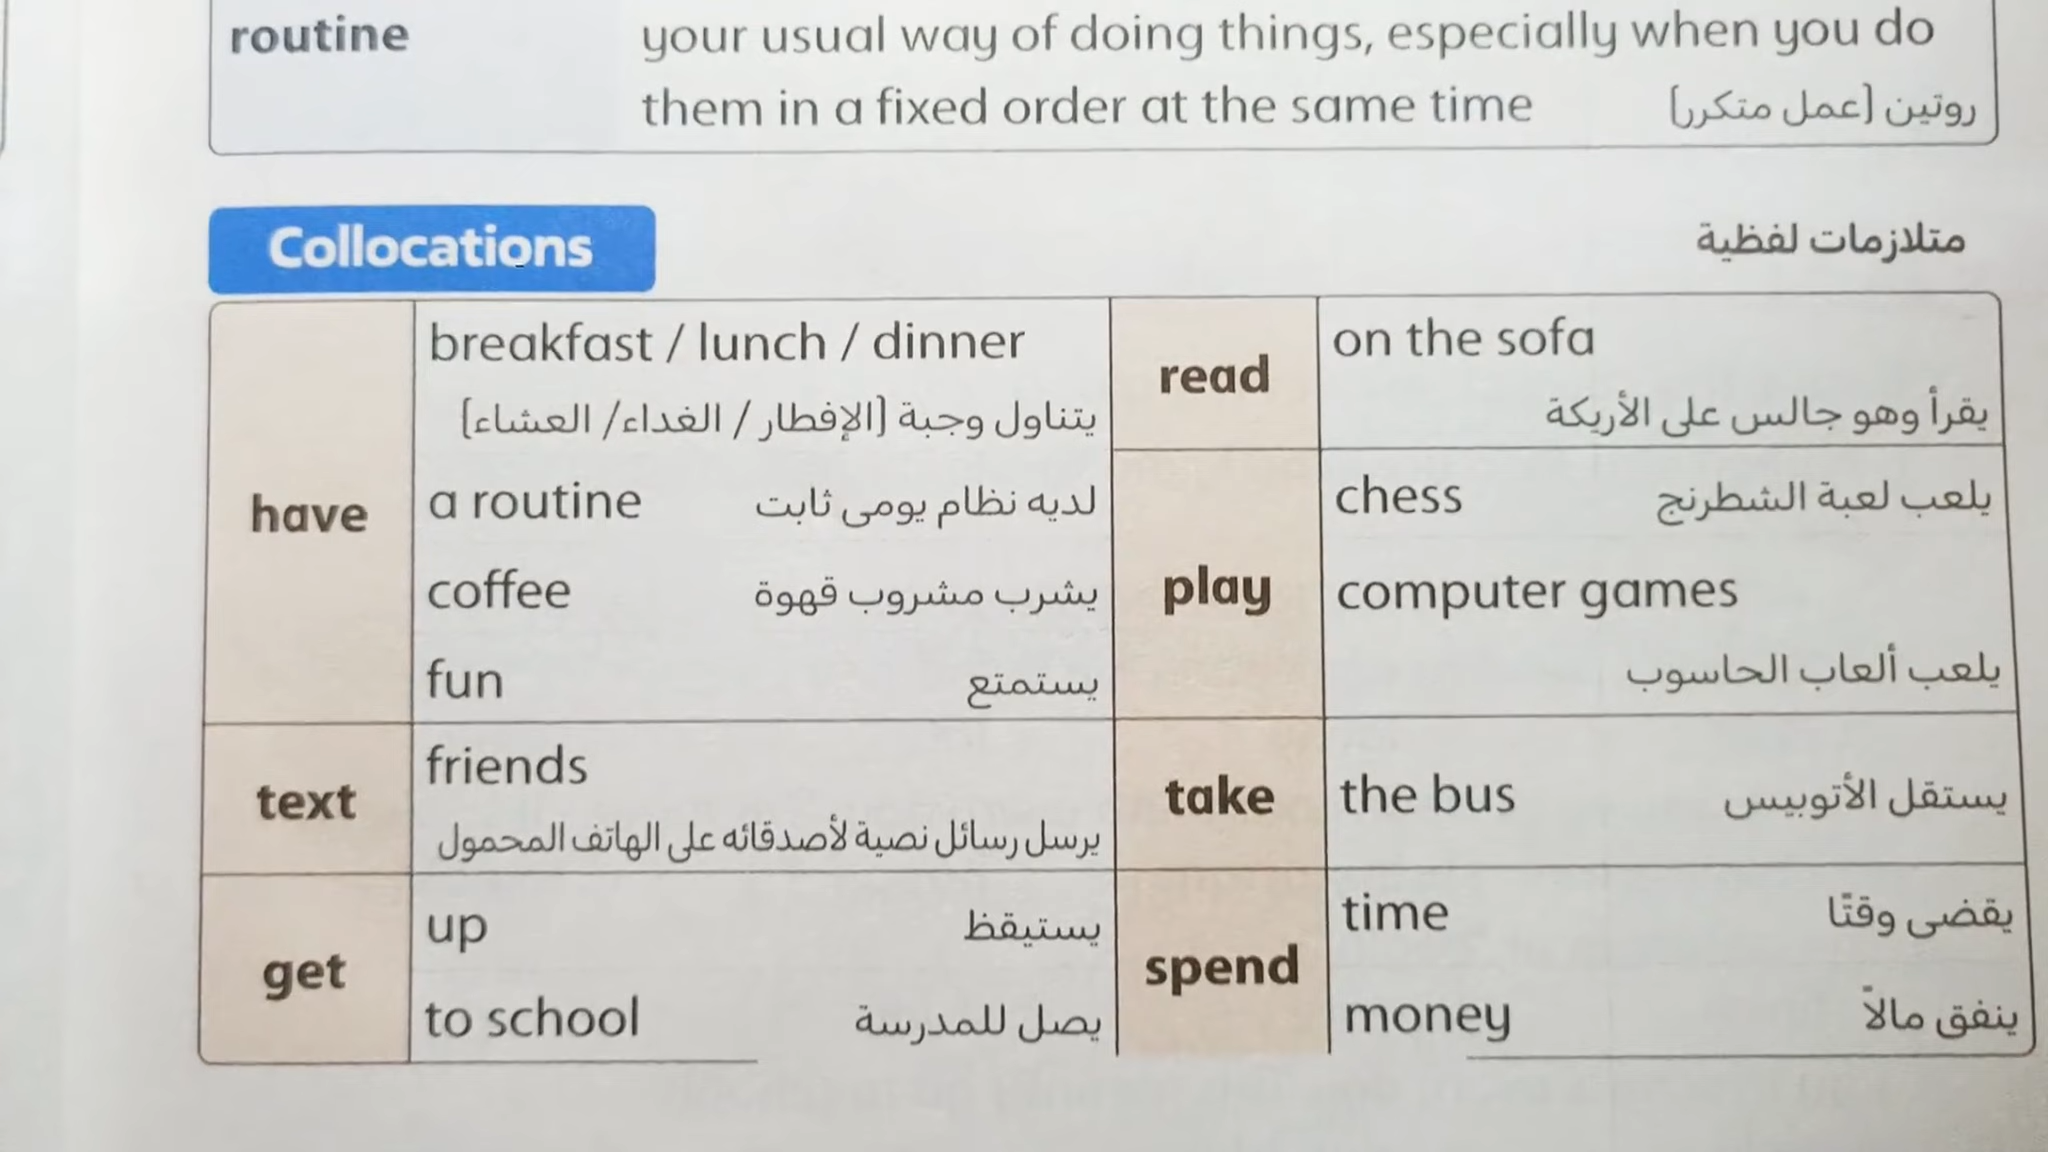 routine your usual way of doing things, especially when you do
them in a fixed order at the same time روتين [عمل متكرر]
Collocations متلازمات لفظية
have
breakfast / lunch / dinner
يتناول وجبة [الإفطار / الغداء/ العشاء]
a routine لديه نظام يومى ثابت
coffee يشرب مشروب قهوة
fun يستمتع
text
friends
يرسل رسائل نصية لأصدقائه على الهاتف المحمول
get
up يستيقظ
to school يصل للمدرسة
read
on the sofa
يقرأ وهو جالس على الأريكة
play
chess يلعب لعبة الشطرنج
computer games
يلعب ألعاب الحاسوب
take
the bus يستقل الأتوبيس
spend
time يقضى وقتًا
money ينفق مالاً